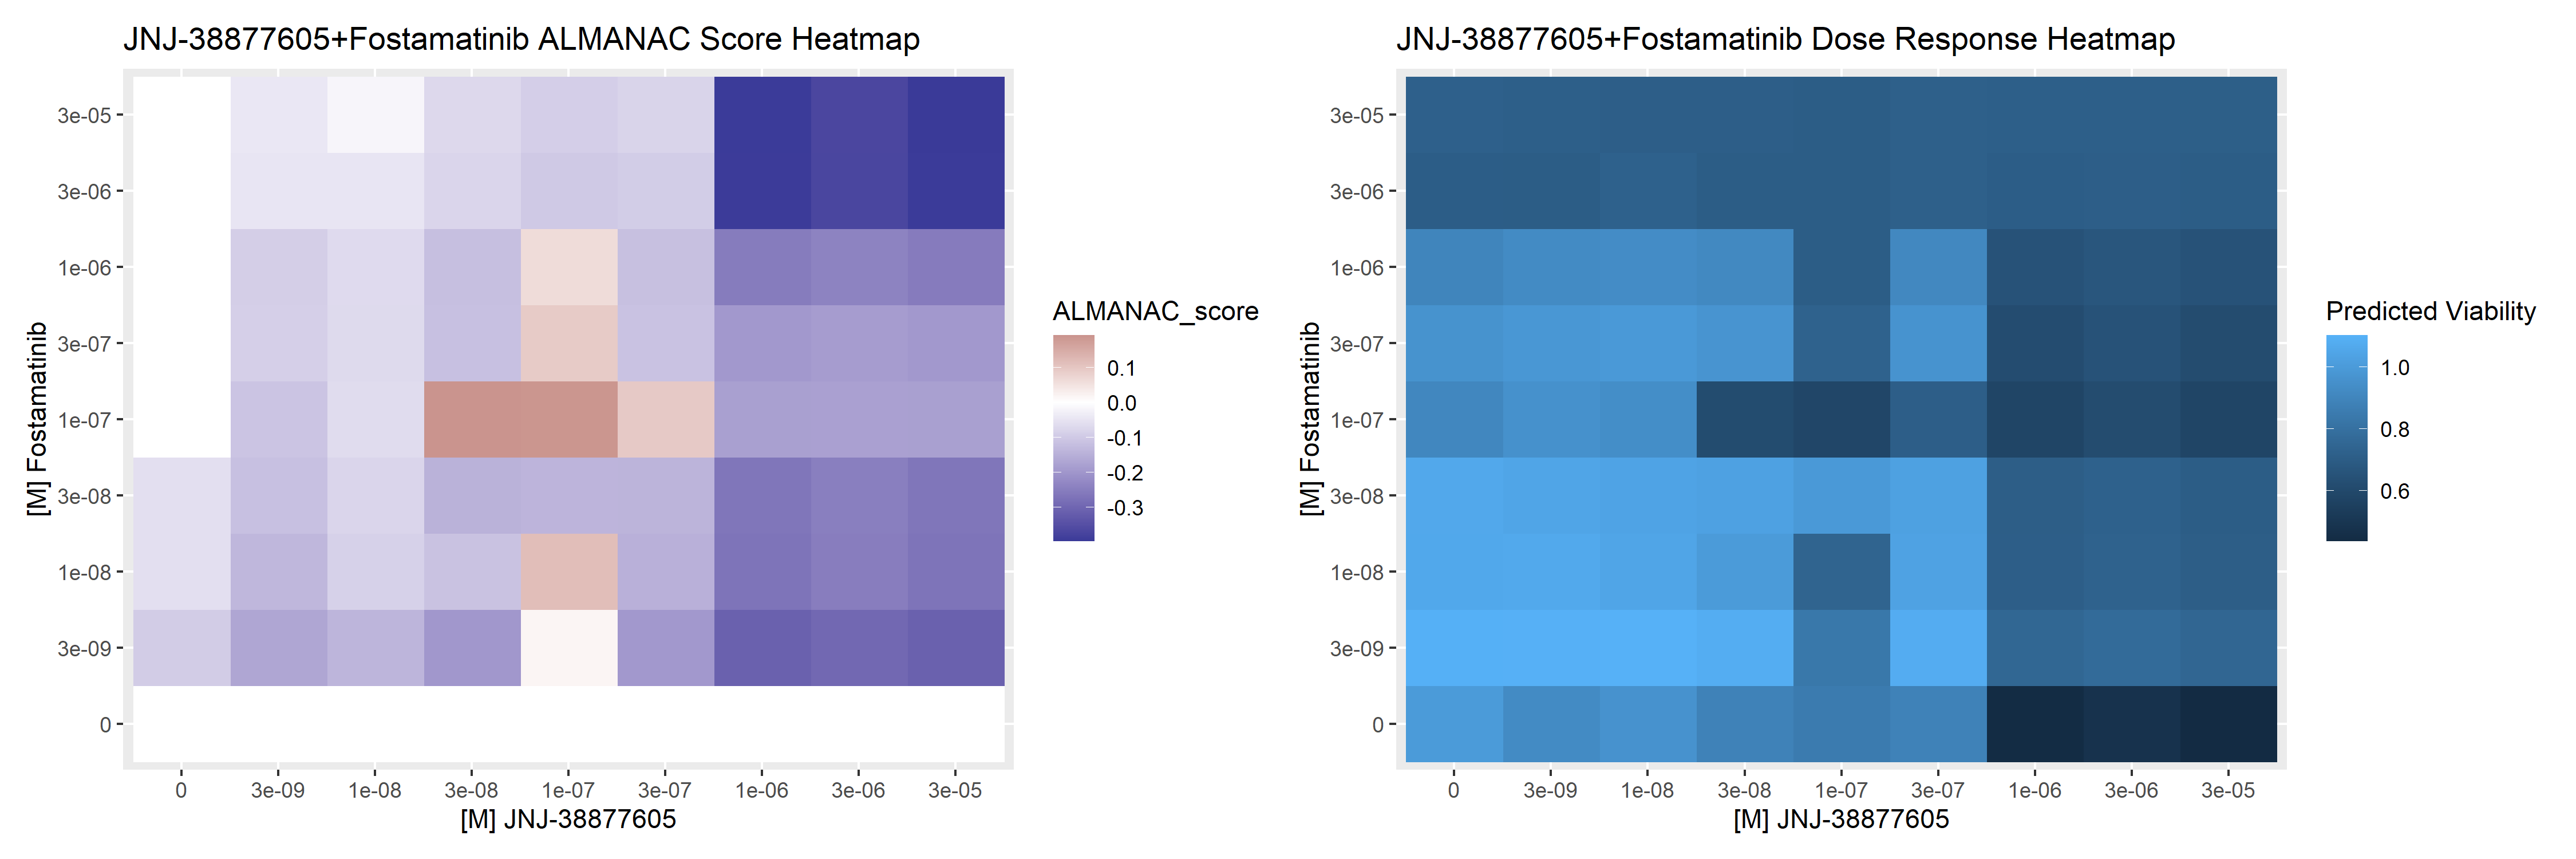 JNJ-38877605+Fostamatinib ALMANAC Score Heatmap
[M] Fostamatinib
3e-05
3e-06
1e-06
3e-07
1e-07
3e-08
1e-08
3e-09
0
0 3e-09 1e-08 3e-08 1e-07 3e-07 1e-06 3e-06 3e-05
[M] JNJ-38877605
ALMANAC_score
0.1
0.0
-0.1
-0.2
-0.3
JNJ-38877605+Fostamatinib Dose Response Heatmap
[M] Fostamatinib
3e-05
3e-06
1e-06
3e-07
1e-07
3e-08
1e-08
3e-09
0
0 3e-09 1e-08 3e-08 1e-07 3e-07 1e-06 3e-06 3e-05
[M] JNJ-38877605
Predicted Viability
1.0
0.8
0.6